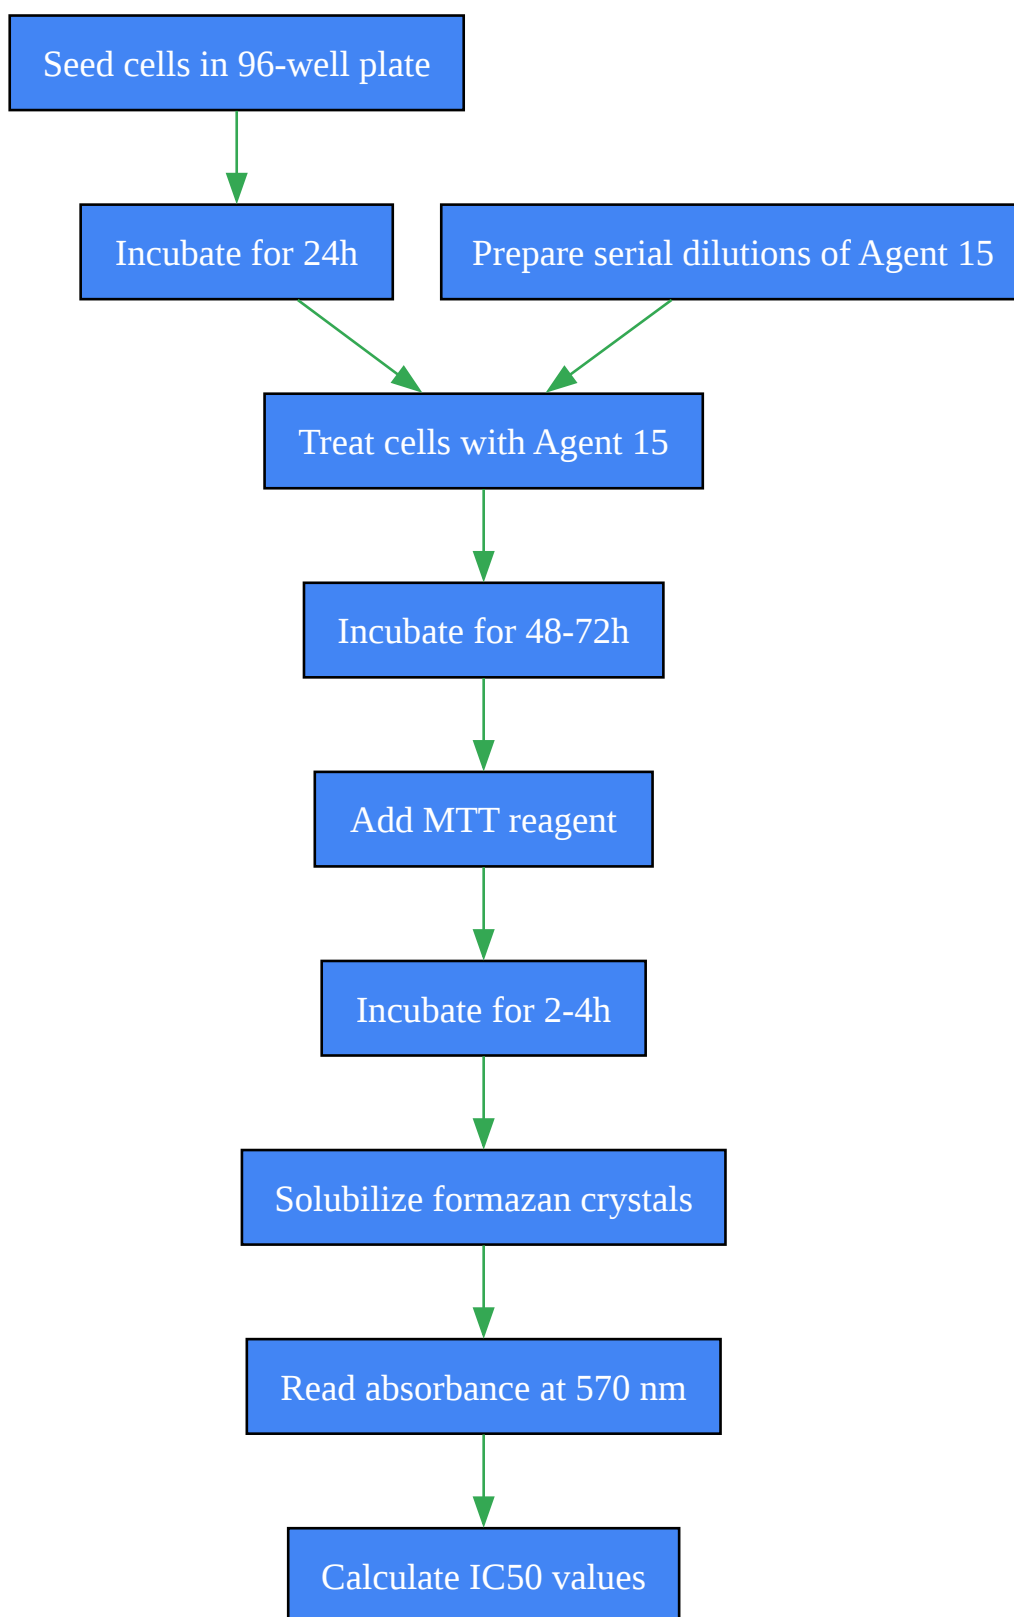 Seed cells in 96-well plate
Incubate for 24h
Prepare serial dilutions of Agent 15
Treat cells with Agent 15
Incubate for 48-72h
Add MTT reagent
Incubate for 2-4h
Solubilize formazan crystals
Read absorbance at 570 nm
Calculate IC50 values